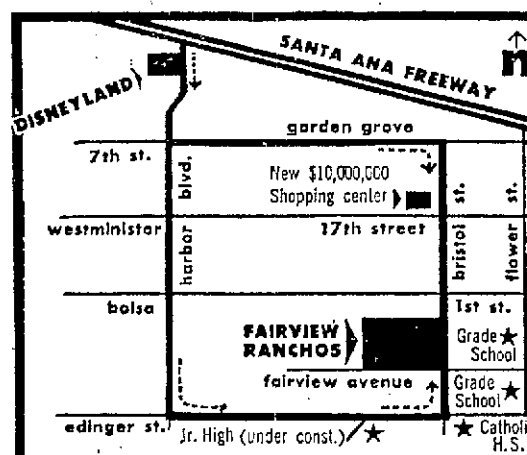 SANTA ANA FREEWAY
n
DISNEYLAND
garden grove
7th st.
harbor blvd.
New $10,000,000
Shopping center
bristol st.
flower st.
westminister
17th street
bolsa
1st st.
FAIRVIEW
RANCHOS
Grade
School
fairview avenue
Grade
School
edinger st.
Jr. High (under const.)
Catholi
H.S.